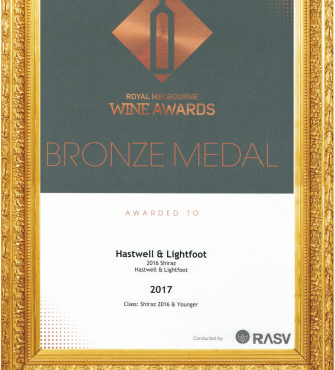 ROYAL MELBOURNE
WINE AWARDS
BRONZE MEDAL
AWARDED TO
Hastwell & Lightfoot
2016 Shiraz
Hastwell & Lightfoot
2017
Class: Shiraz 2016 & Younger
Conducted by
RASV